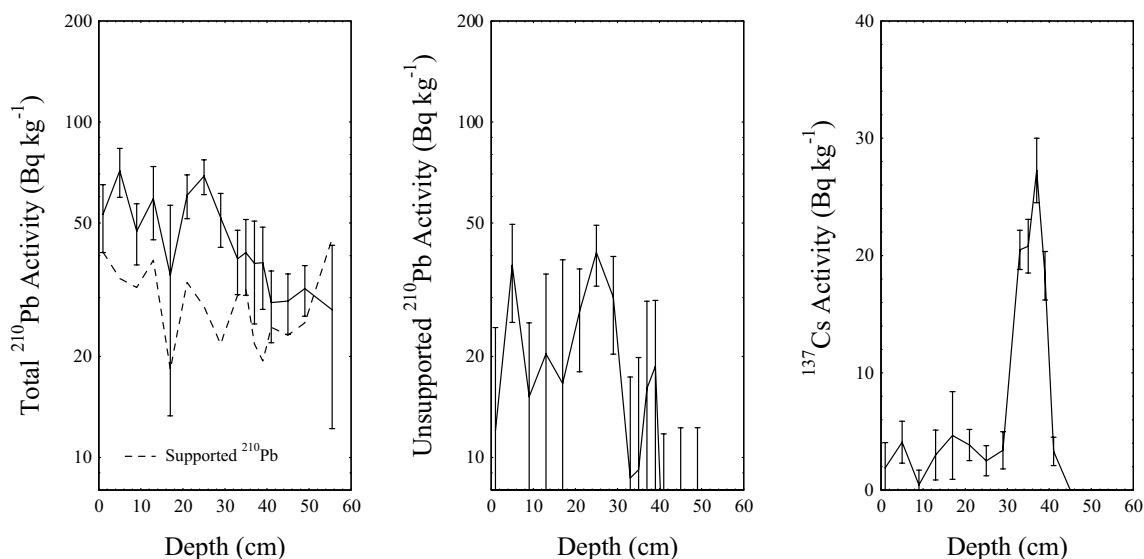 Total ²¹⁰Pb Activity (Bq kg⁻¹)
200
100
50
20
10
Supported ²¹⁰Pb
0 10 20 30 40 50 60
Depth (cm)
Unsupported ²¹⁰Pb Activity (Bq kg⁻¹)
200
100
50
20
10
0 10 20 30 40 50 60
Depth (cm)
¹³⁷Cs Activity (Bq kg⁻¹)
40
30
20
10
0
0 10 20 30 40 50 60
Depth (cm)